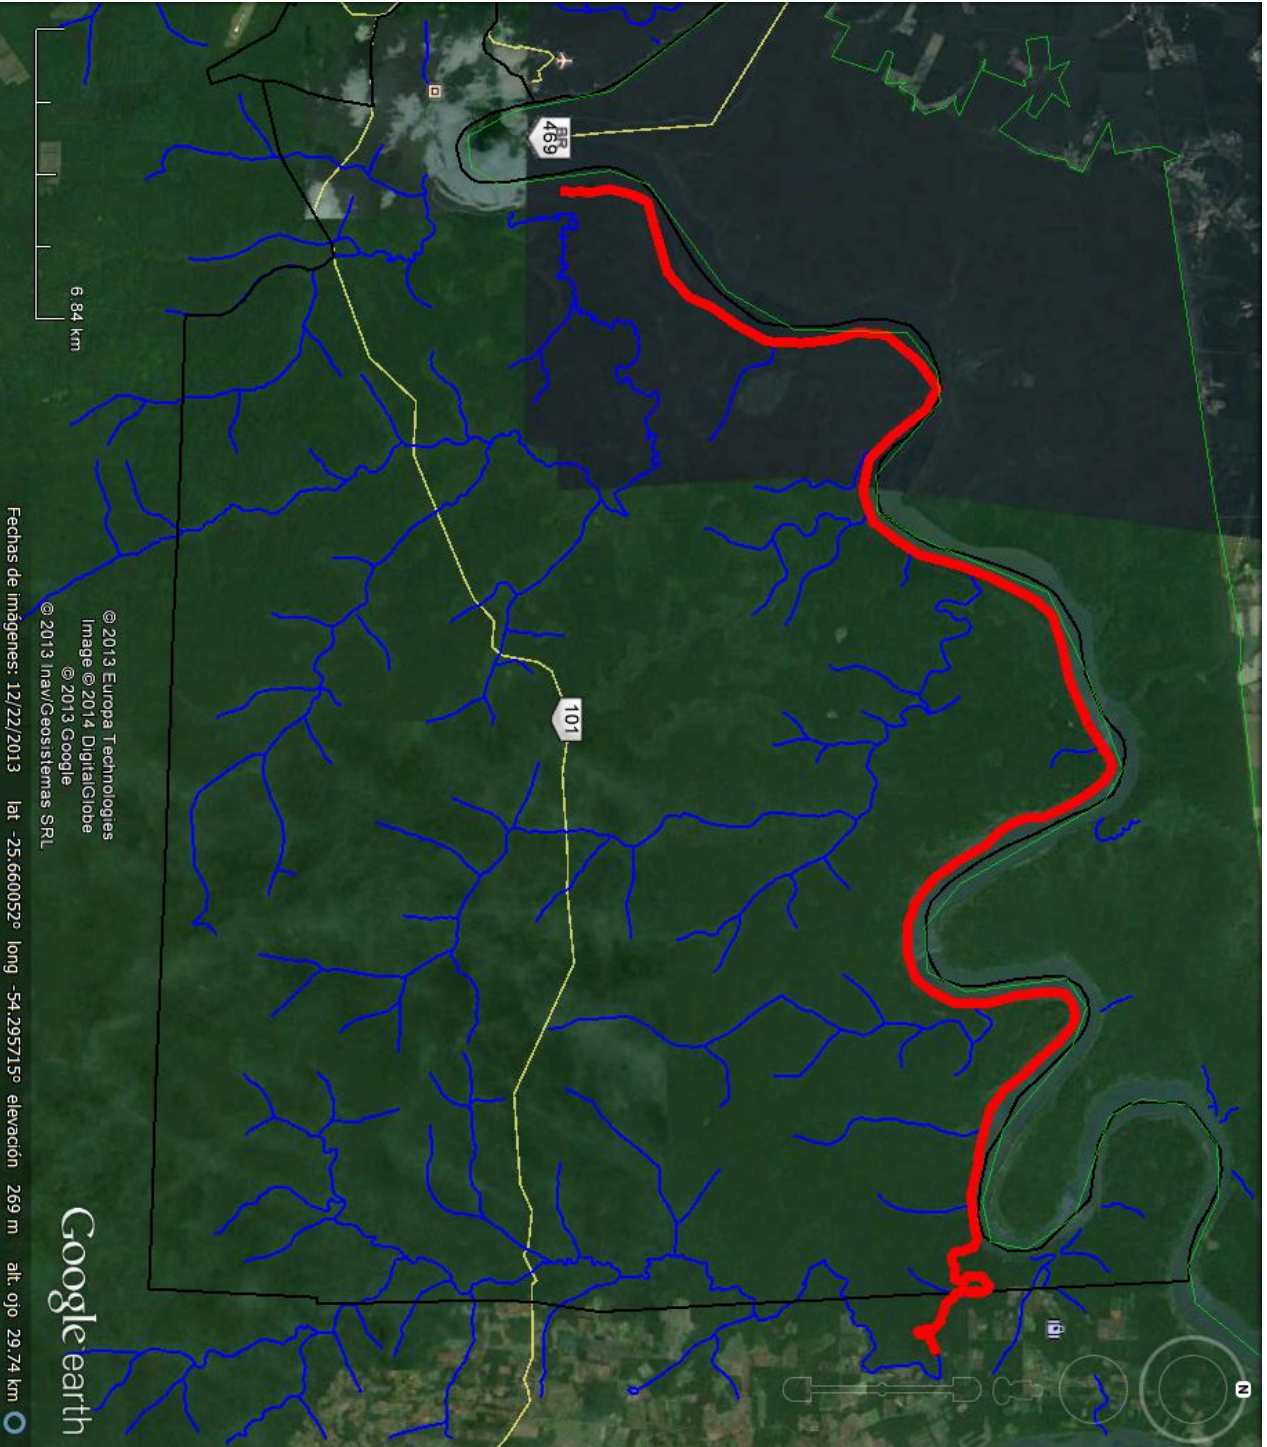 N
BR
469
101
6.84 km
© 2013 Europa Technologies
Image © 2014 DigitalGlobe
© 2013 Google
© 2013 Inav/Geosistemas SRL
Google earth
Fechas de imágenes: 12/22/2013 lat -25.660052° long -54.295715° elevación 269 m alt. ojo 29.74 km